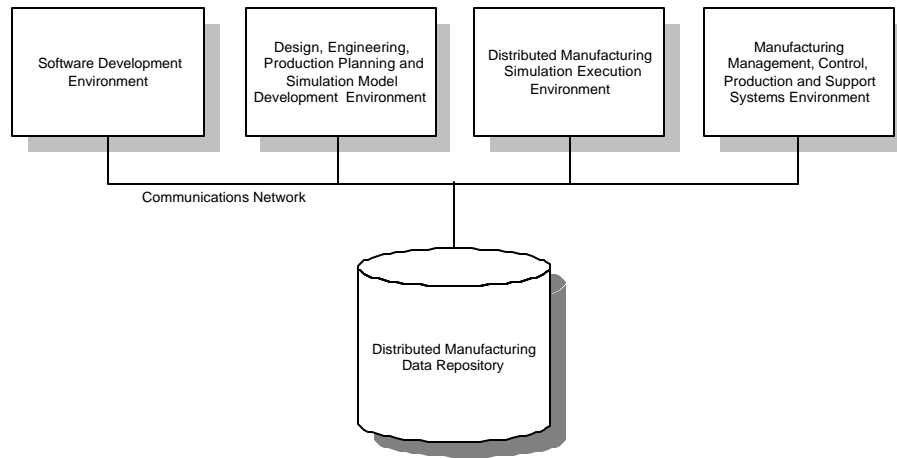 Software Development
Environment
Design, Engineering,
Production Planning and
Simulation Model
Development Environment
Distributed Manufacturing
Simulation Execution
Environment
Manufacturing
Management, Control,
Production and Support
Systems Environment
Communications Network
Distributed Manufacturing
Data Repository